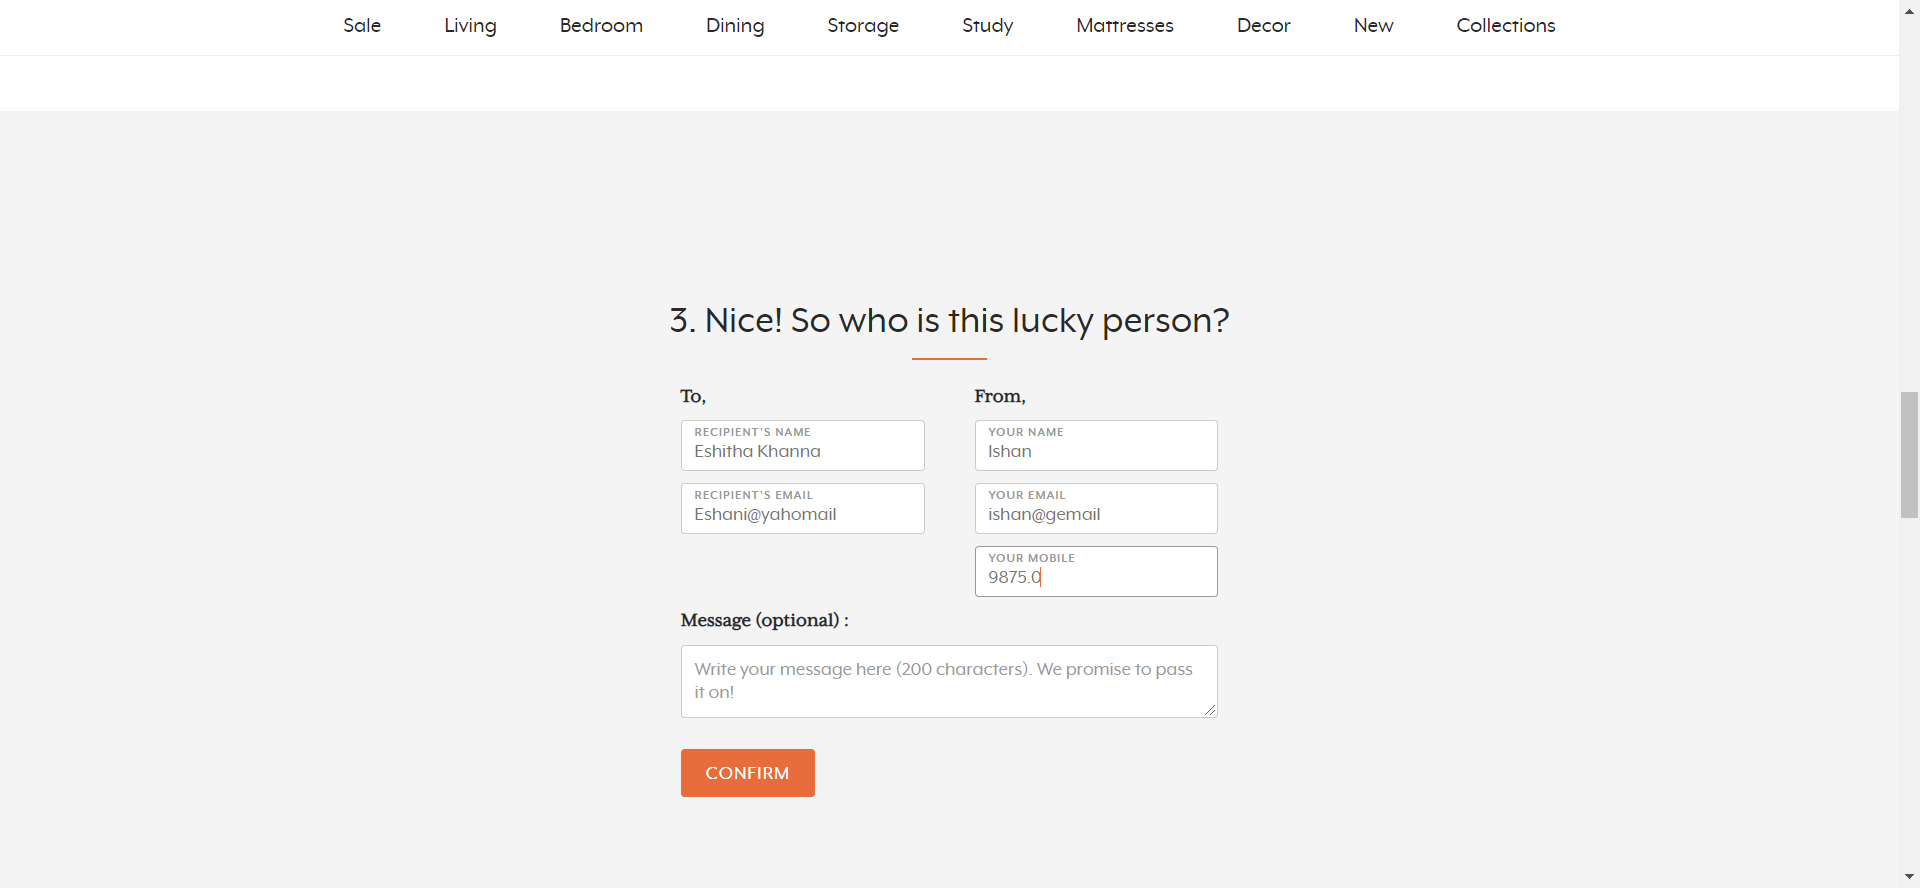 Sale Living Bedroom Dining Storage Study Mattresses Decor New Collections
3. Nice! So who is this lucky person?
To,
RECIPIENT'S NAME
Eshitha Khanna
RECIPIENT'S EMAIL
Eshani@yahomail
From,
YOUR NAME
Ishan
YOUR EMAIL
ishan@gemail
YOUR MOBILE
9875.0
Message (optional) :
Write your message here (200 characters). We promise to pass
it on!
CONFIRM